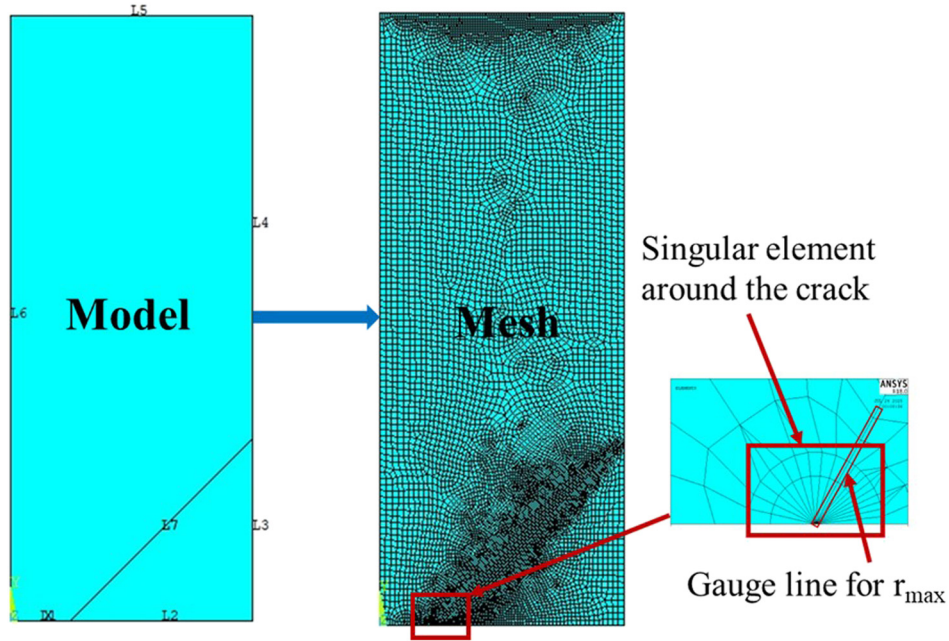 L5
L4
L6
Model
Mesh
L7
L3
L2
Y
Singular element
around the crack
ANSYS
Gauge line for rmax